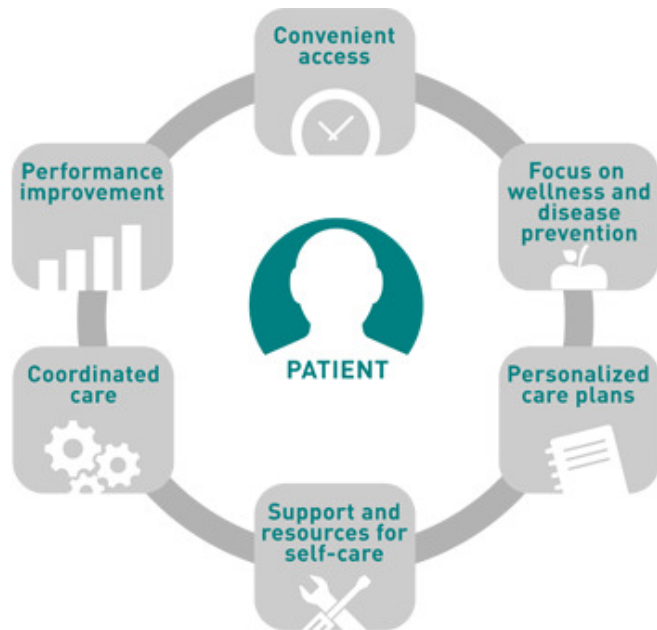 Convenient
access
Performance
improvement
Focus on
wellness and
disease
prevention
PATIENT
Coordinated
care
Personalized
care plans
Support and
resources for
self-care